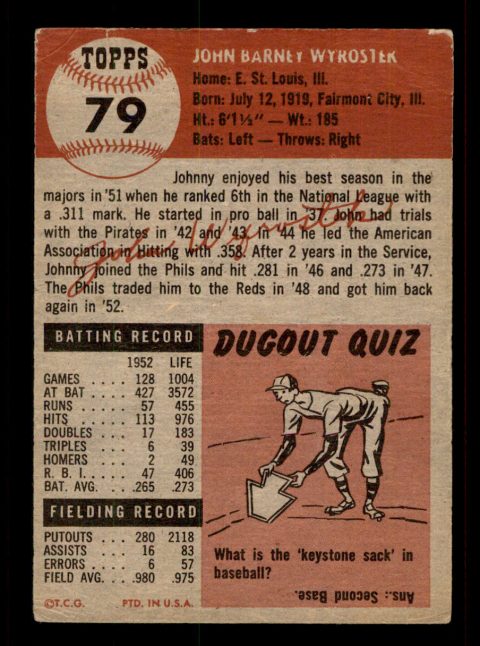 TOPPS
79
JOHN BARNEY WYROSTEK
Home: E. St. Louis, Ill.
Born: July 12, 1919, Fairmont City, Ill.
Ht.: 6'1½" — Wt.: 185
Bats: Left — Throws: Right
Johnny enjoyed his best season in the
majors in '51 when he ranked 6th in the National League with
a .311 mark. He started in pro ball in '37. John had trials
with the Pirates in '42 and '43. In '44 he led the American
Association in Hitting with .358. After 2 years in the Service,
Johnny joined the Phils and hit .281 in '46 and .273 in '47.
The Phils traded him to the Reds in '48 and got him back
again in '52.
John Wyrostek
BATTING RECORD
1952 LIFE
GAMES .... 128 1004
AT BAT .... 427 3572
RUNS .... 57 455
HITS .... 113 976
DOUBLES .. 17 183
TRIPLES ... 6 39
HOMERS ... 2 49
R. B. I. .... 47 406
BAT. AVG. .. .265 .273
FIELDING RECORD
PUTOUTS .. 280 2118
ASSISTS ... 16 83
ERRORS ... 6 57
FIELD AVG. .. .980 .975
©T.C.G. PTD. IN U.S.A.
DUGOUT QUIZ
What is the 'keystone sack' in
baseball?
Ans.: Second Base.